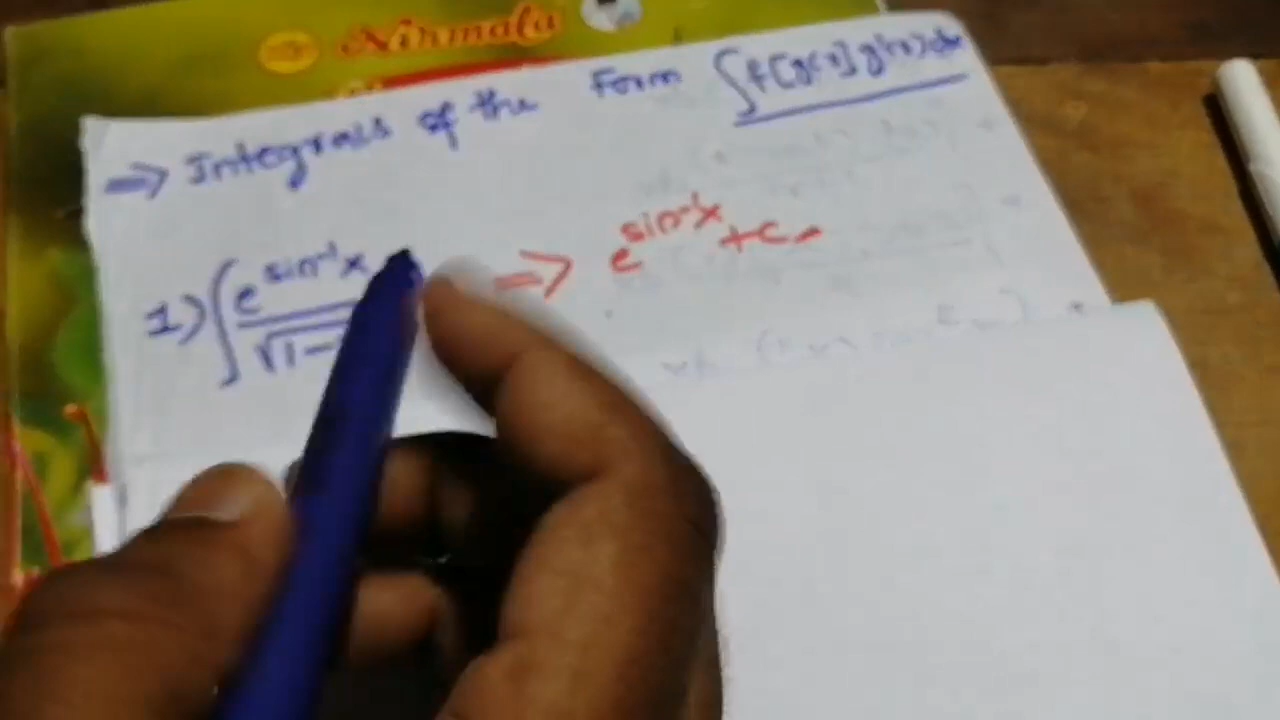 Nirmala
=> Integrals of the Form ∫f[g(x)]g'(x)dx
1) ∫ e^sin⁻¹x / √1- => e^sin⁻¹x + c.